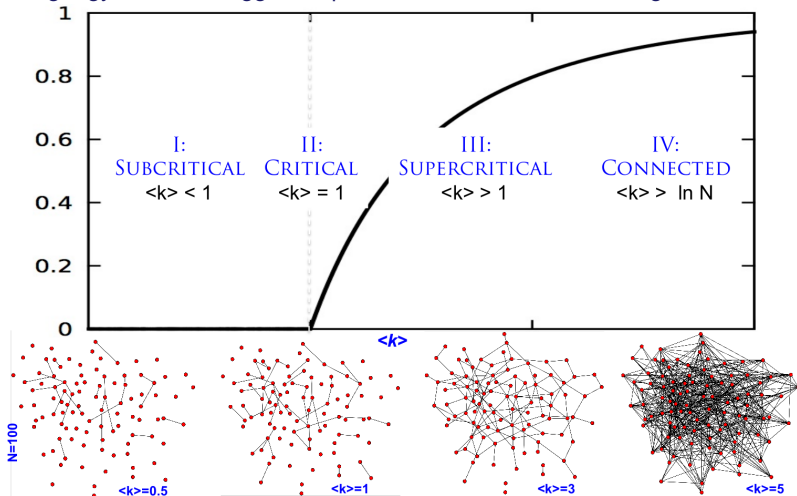 1
0.8
0.6
0.4
0.2
0
I:
SUBCRITICAL
<k> < 1
II:
CRITICAL
<k> = 1
III:
SUPERCRITICAL
<k> > 1
IV:
CONNECTED
<k> > ln N
<k>
N=100
<k>=0.5
<k>=1
<k>=3
<k>=5